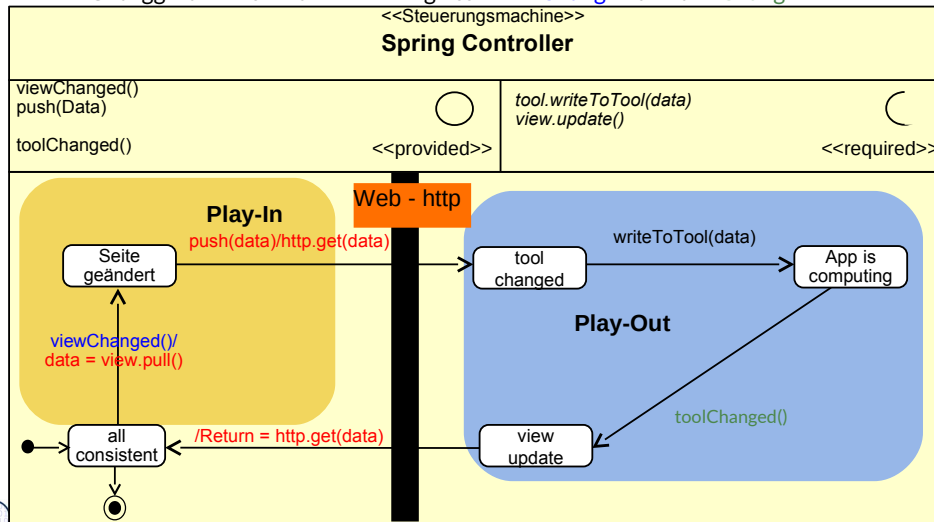 <<Steuerungsmachine>>
Spring Controller
viewChanged()
push(Data)
toolChanged()
<<provided>>
tool.writeToTool(data)
view.update()
<<required>>
Web - http
Play-In
push(data)/http.get(data)
Seite
geändert
viewChanged()/
data = view.pull()
all
consistent
/Return = http.get(data)
tool
changed
writeToTool(data)
App is
computing
Play-Out
toolChanged()
view
update